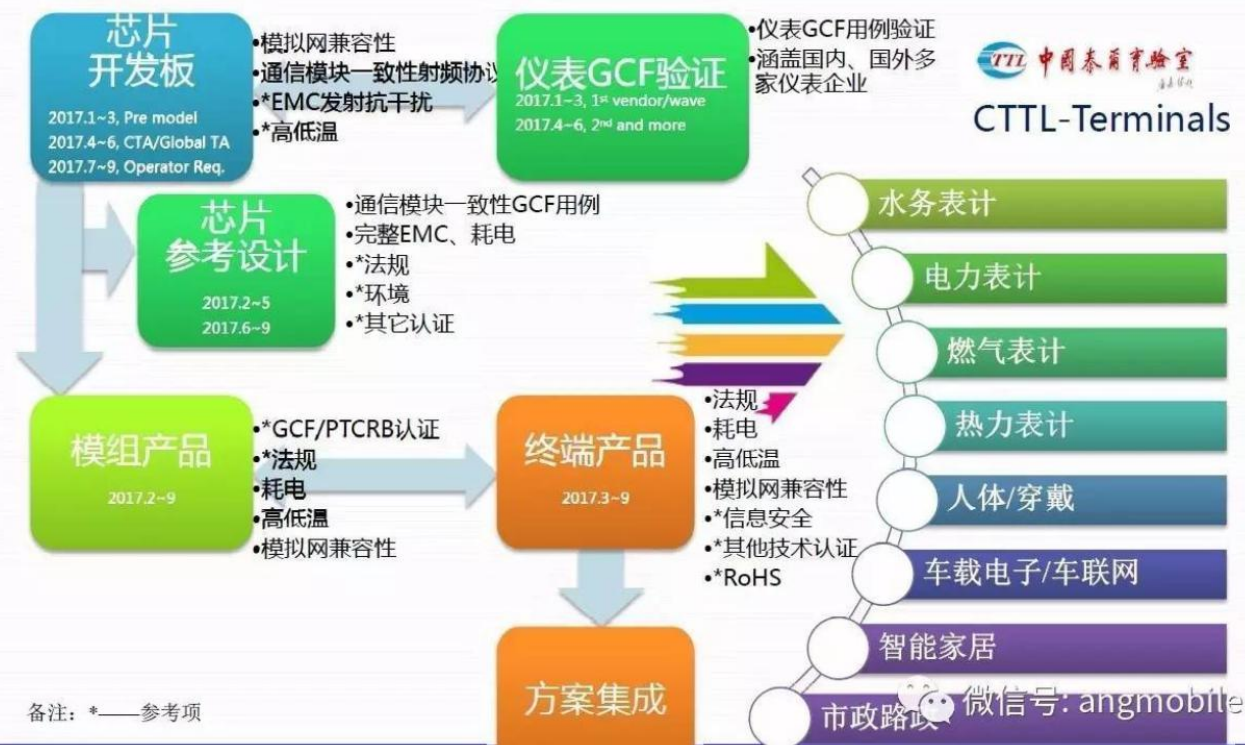 芯片
开发板
2017.1~3, Pre model
2017.4~6, CTA/Global TA
2017.7~9, Operator Req.
•模拟网兼容性
•通信模块一致性射频协议
•*EMC发射抗干扰
•*高低温
仪表GCF验证
2017.1~3, 1st vendor/wave
2017.4~6, 2nd and more
•仪表GCF用例验证
•涵盖国内、国外多
家仪表企业
TTL 中国泰尔实验室
CTTL-Terminals
芯片
参考设计
2017.2~5
2017.6~9
•通信模块一致性GCF用例
•完整EMC、耗电
•*法规
•*环境
•*其它认证
模组产品
2017.2~9
•*GCF/PTCRB认证
•*法规
•耗电
•高低温
•模拟网兼容性
终端产品
2017.3~9
•法规
•耗电
•高低温
•模拟网兼容性
•*信息安全
•*其他技术认证
•*RoHS
方案集成
水务表计
电力表计
燃气表计
热力表计
人体/穿戴
车载电子/车联网
智能家居
市政路政
备注：*——参考项
微信号: angmobile